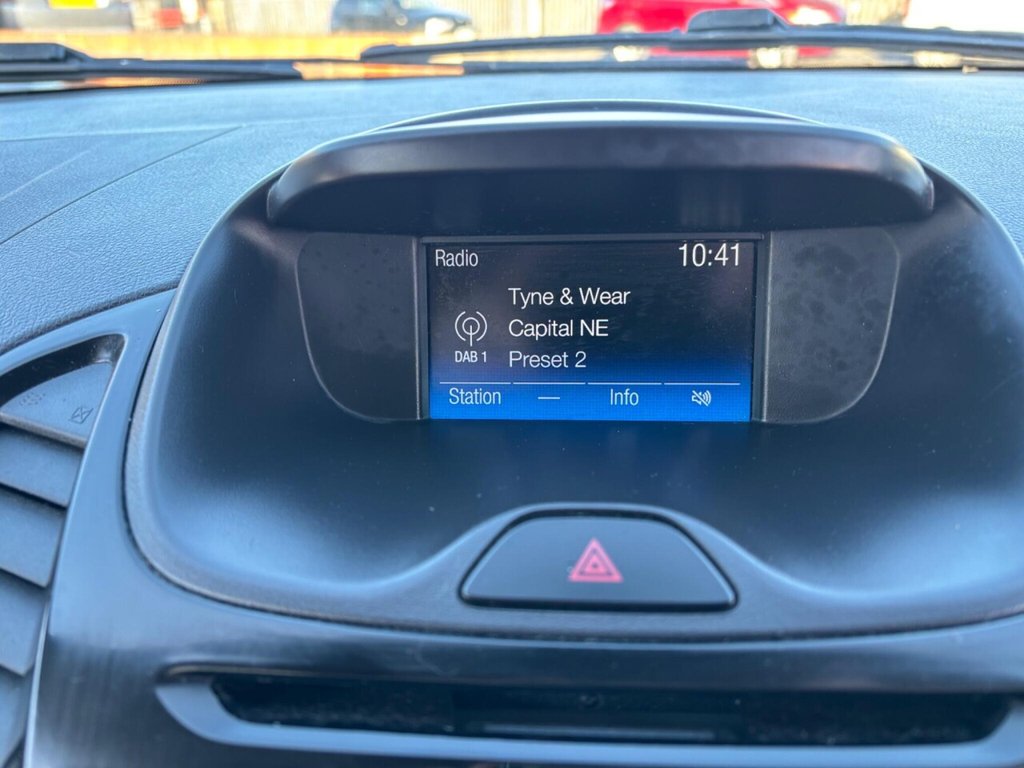 Radio 10:41
Tyne & Wear
Capital NE
DAB 1 Preset 2
Station — Info